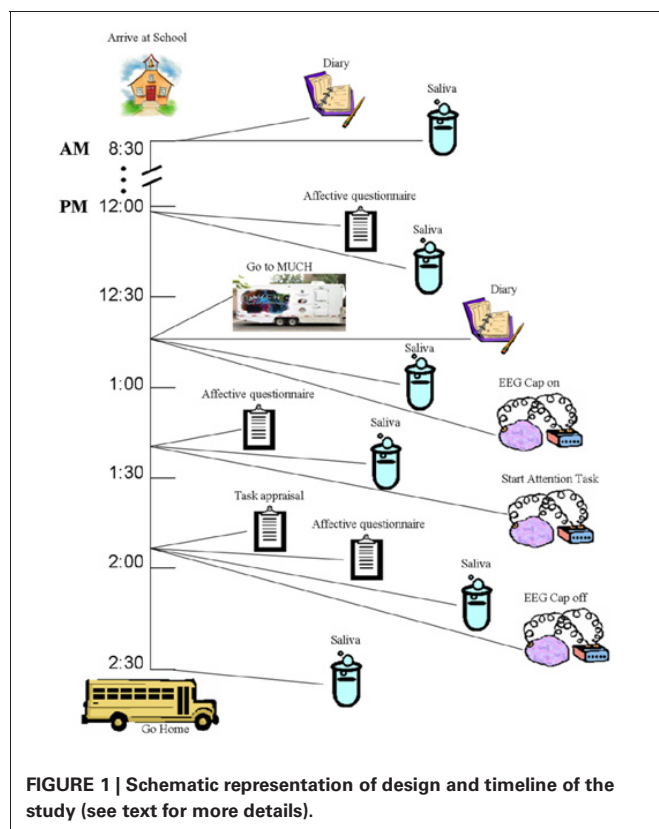 Arrive at School
Diary
Saliva
AM 8:30
PM 12:00
Affective questionnaire
Saliva
Go to MUCH
12:30
Diary
Saliva
1:00
EEG Cap on
Affective questionnaire
Saliva
1:30
Start Attention Task
Task appraisal
Affective questionnaire
2:00
Saliva
EEG Cap off
Saliva
2:30
Go Home
FIGURE 1 | Schematic representation of design and timeline of the
study (see text for more details).